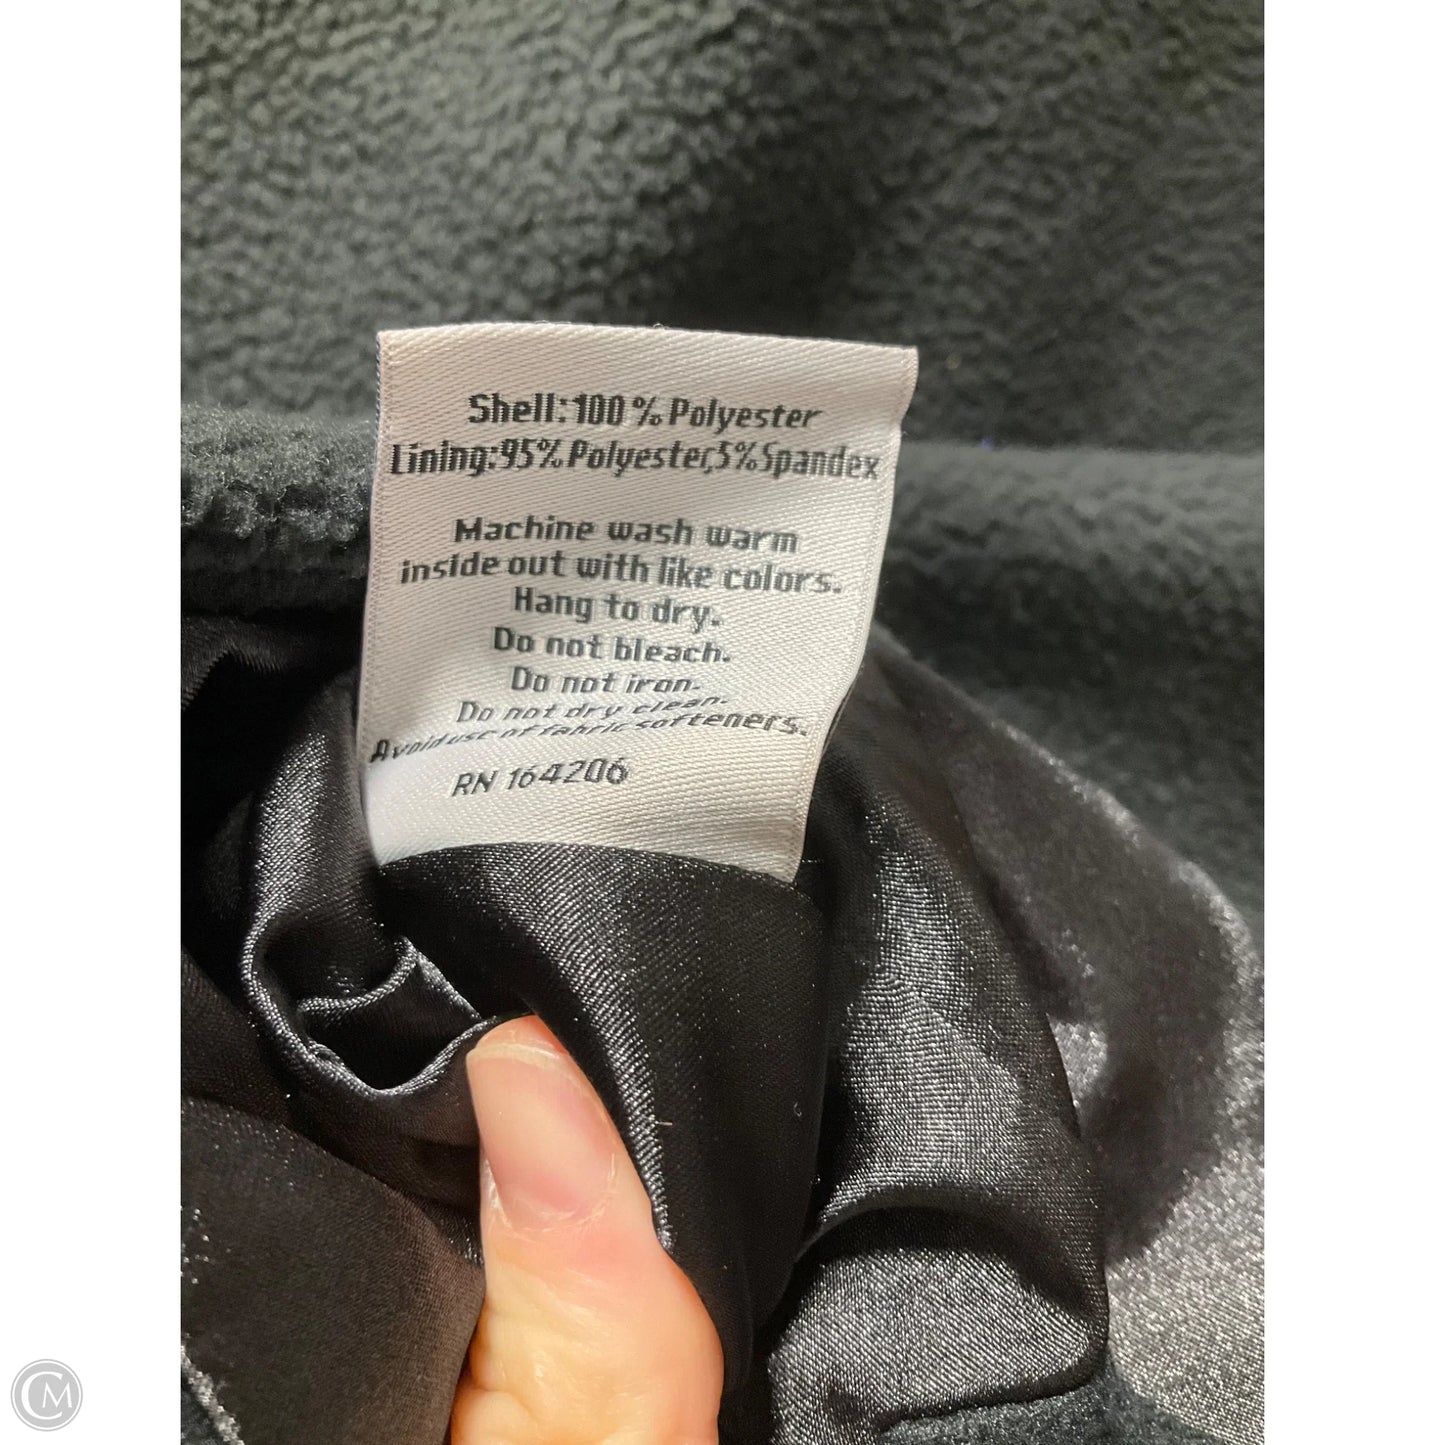 Shell:100 % Polyester
Lining:95% Polyester,5%Spandex
Machine wash warm
inside out with like colors.
Hang to dry.
Do not bleach.
Do not iron.
Do not dry clean.
Avoid use of fabric softeners.
RN 164206
CM